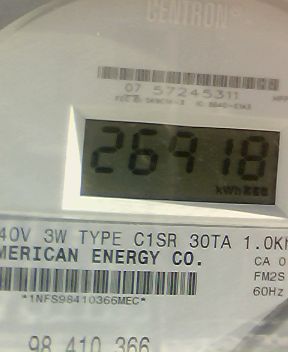 CENTRON®
07 57245311
26918
kWh
40V 3W TYPE C1SR 30TA 1.0Kh
MERICAN ENERGY CO.
CA 0
FM2S
60Hz
*1NFS98410366MEC*
98 410 366